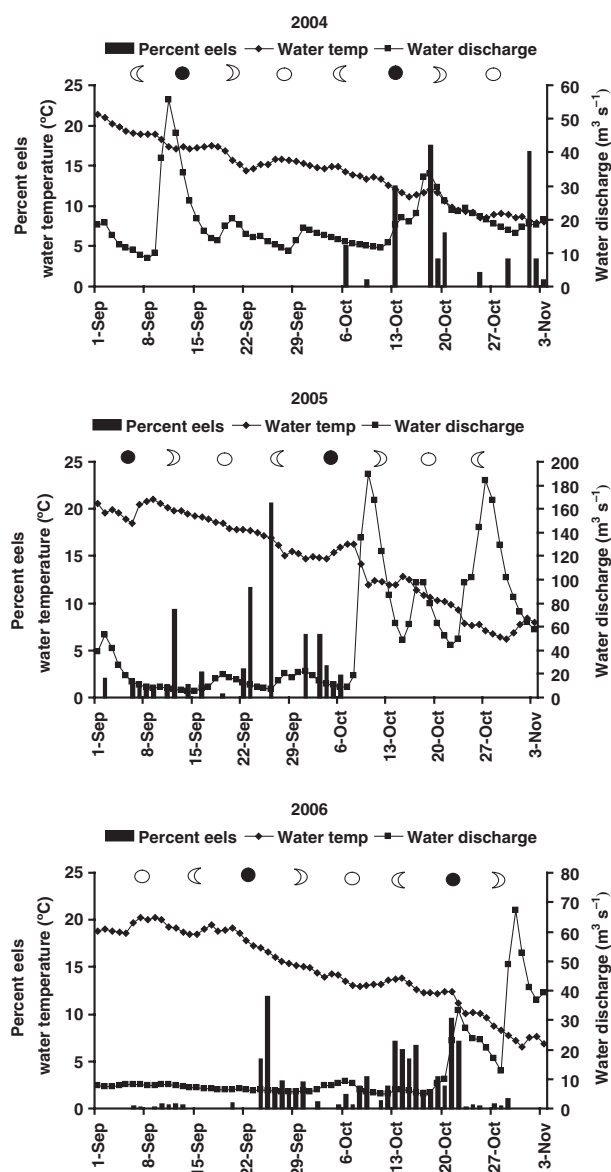 2004
Percent eels Water temp Water discharge
Percent eels
water temperature (°C)
25
20
15
10
5
0
60
50
40
30
20
10
0
Water discharge (m³ s⁻¹)
1-Sep
8-Sep
15-Sep
22-Sep
29-Sep
6-Oct
13-Oct
20-Oct
27-Oct
3-Nov
2005
Percent eels Water temp Water discharge
Percent eels
water temperature (°C)
25
20
15
10
5
0
200
180
160
140
120
100
80
60
40
20
0
Water discharge (m³ s⁻¹)
1-Sep
8-Sep
15-Sep
22-Sep
29-Sep
6-Oct
13-Oct
20-Oct
27-Oct
3-Nov
2006
Percent eels Water temp Water discharge
Percent eels
water temperature (°C)
25
20
15
10
5
0
80
70
60
50
40
30
20
10
0
Water discharge (m³ s⁻¹)
1-Sep
8-Sep
15-Sep
22-Sep
29-Sep
6-Oct
13-Oct
20-Oct
27-Oct
3-Nov